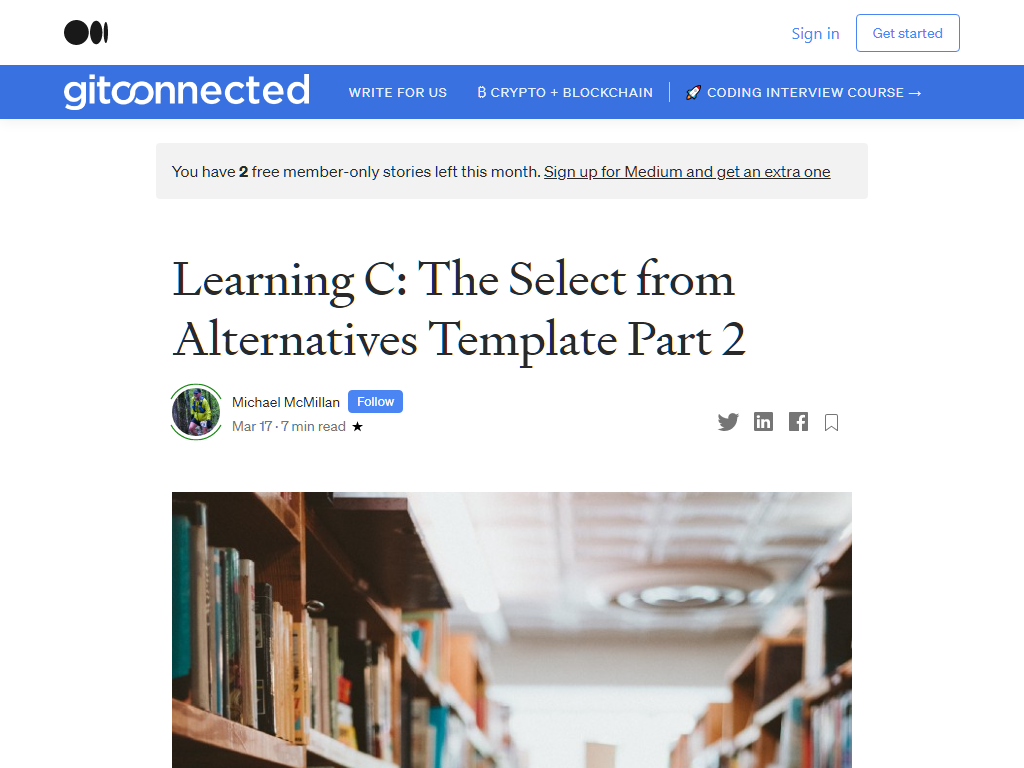 Sign in
Get started
gitconnected
WRITE FOR US
₿ CRYPTO + BLOCKCHAIN
🚀 CODING INTERVIEW COURSE →
You have 2 free member-only stories left this month. Sign up for Medium and get an extra one
Learning C: The Select from
Alternatives Template Part 2
Michael McMillan
Follow
Mar 17 · 7 min read ★